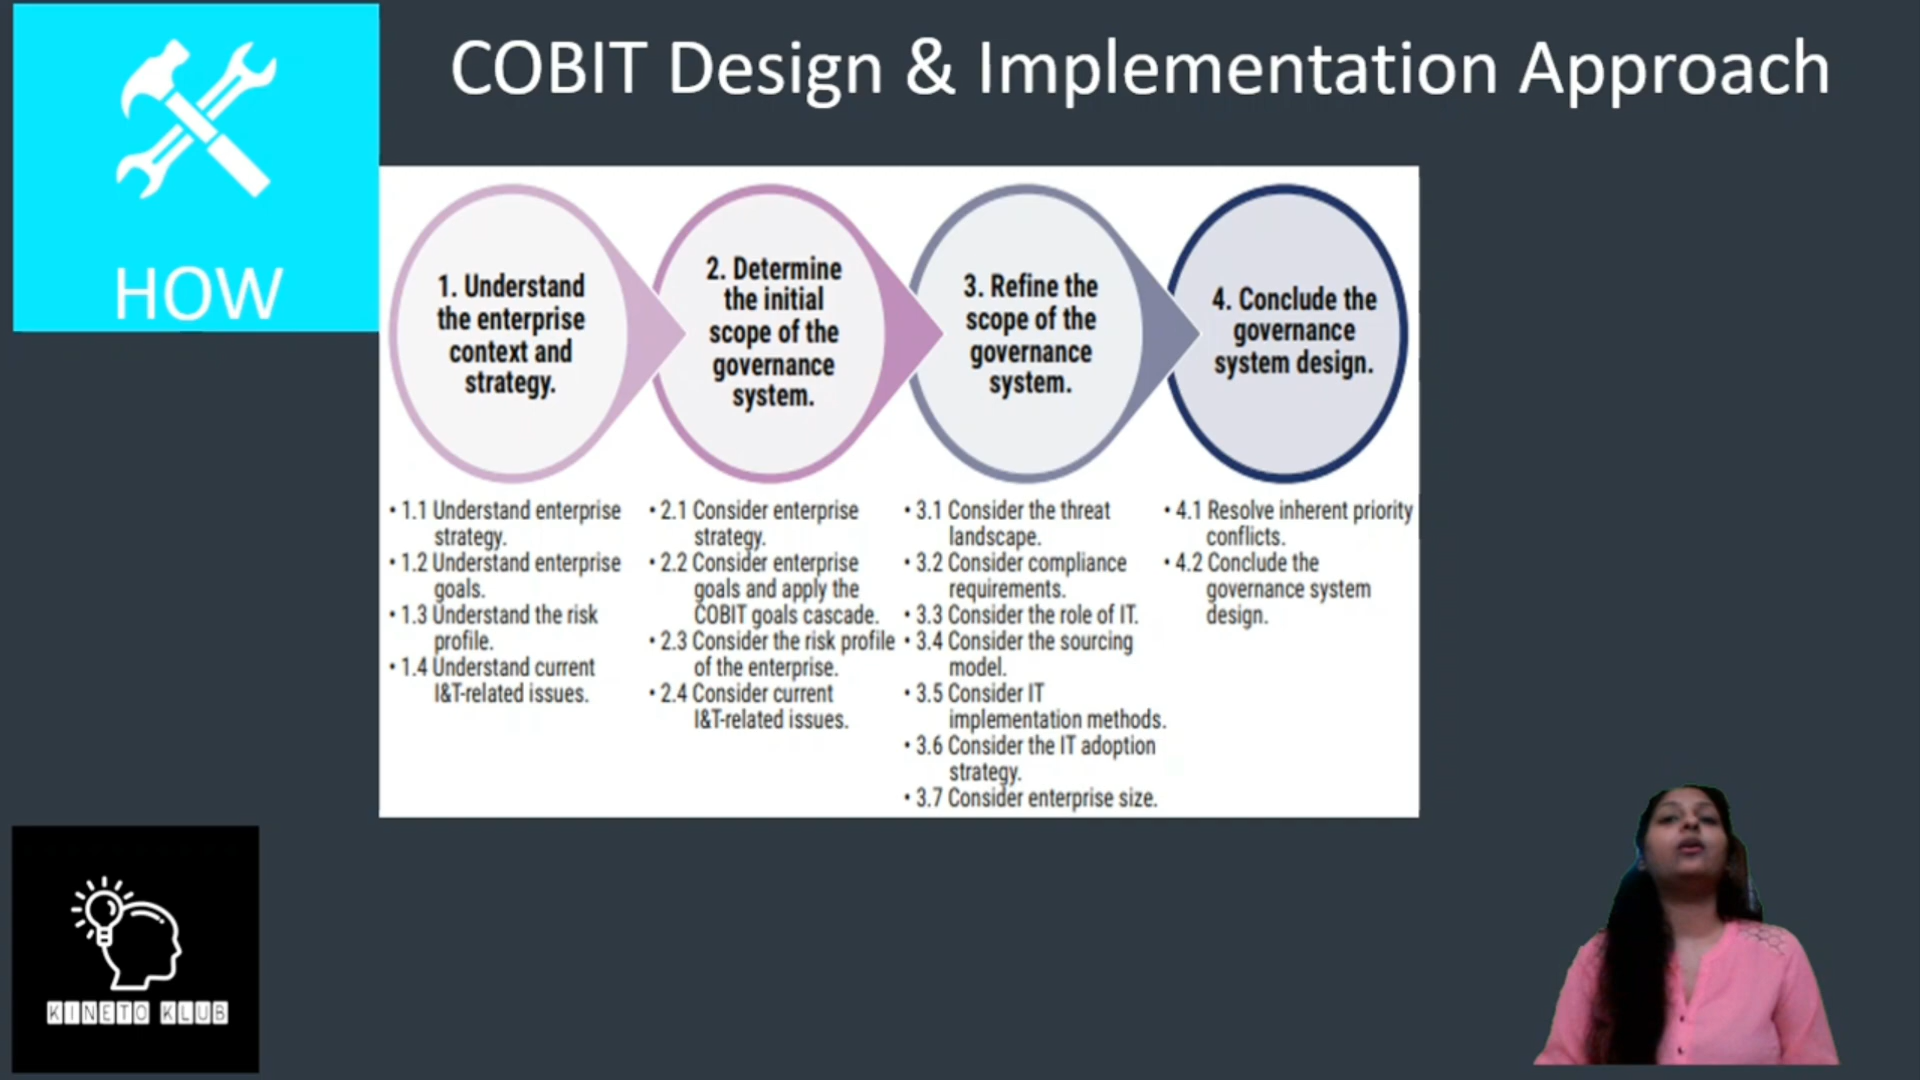 COBIT Design & Implementation Approach
HOW
1. Understand
the enterprise
context and
strategy.
2. Determine
the initial
scope of the
governance
system.
3. Refine the
scope of the
governance
system.
4. Conclude the
governance
system design.
• 1.1 Understand enterprise
strategy.
• 1.2 Understand enterprise
goals.
• 1.3 Understand the risk
profile.
• 1.4 Understand current
I&T-related issues.
• 2.1 Consider enterprise
strategy.
• 2.2 Consider enterprise
goals and apply the
COBIT goals cascade.
• 2.3 Consider the risk profile
of the enterprise.
• 2.4 Consider current
I&T-related issues.
• 3.1 Consider the threat
landscape.
• 3.2 Consider compliance
requirements.
• 3.3 Consider the role of IT.
• 3.4 Consider the sourcing
model.
• 3.5 Consider IT
implementation methods.
• 3.6 Consider the IT adoption
strategy.
• 3.7 Consider enterprise size.
• 4.1 Resolve inherent priority
conflicts.
• 4.2 Conclude the
governance system
design.
KINETO KLUB